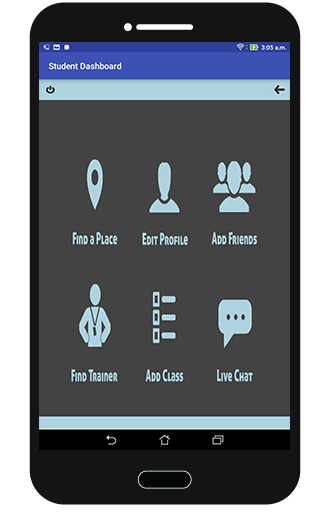 3:05 a.m.
Student Dashboard
Find a Place
Edit Profile
Add Friends
Find Trainer
Add Class
Live Chat